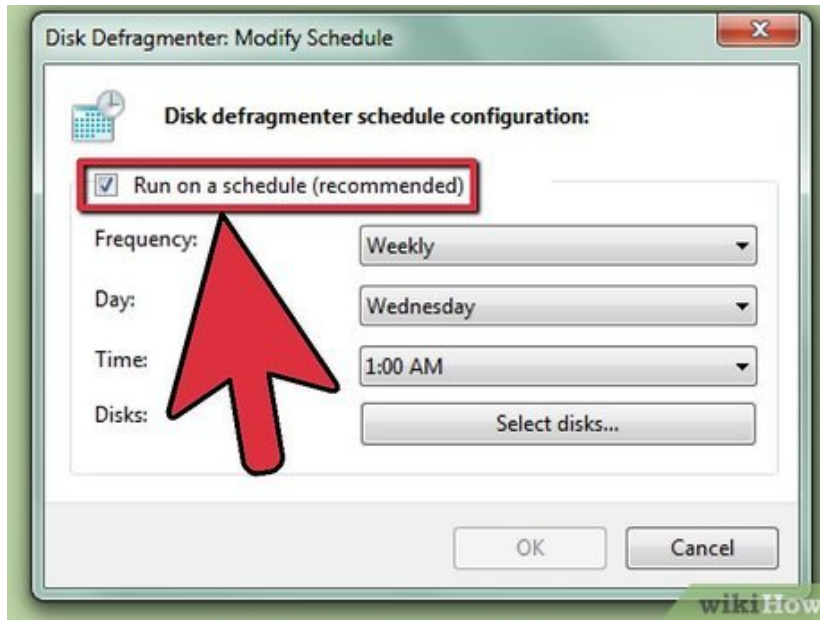 Disk Defragmenter: Modify Schedule
Disk defragmenter schedule configuration:
Run on a schedule (recommended)
Frequency: Weekly
Day: Wednesday
Time: 1:00 AM
Disks: Select disks...
OK Cancel
wikiHow